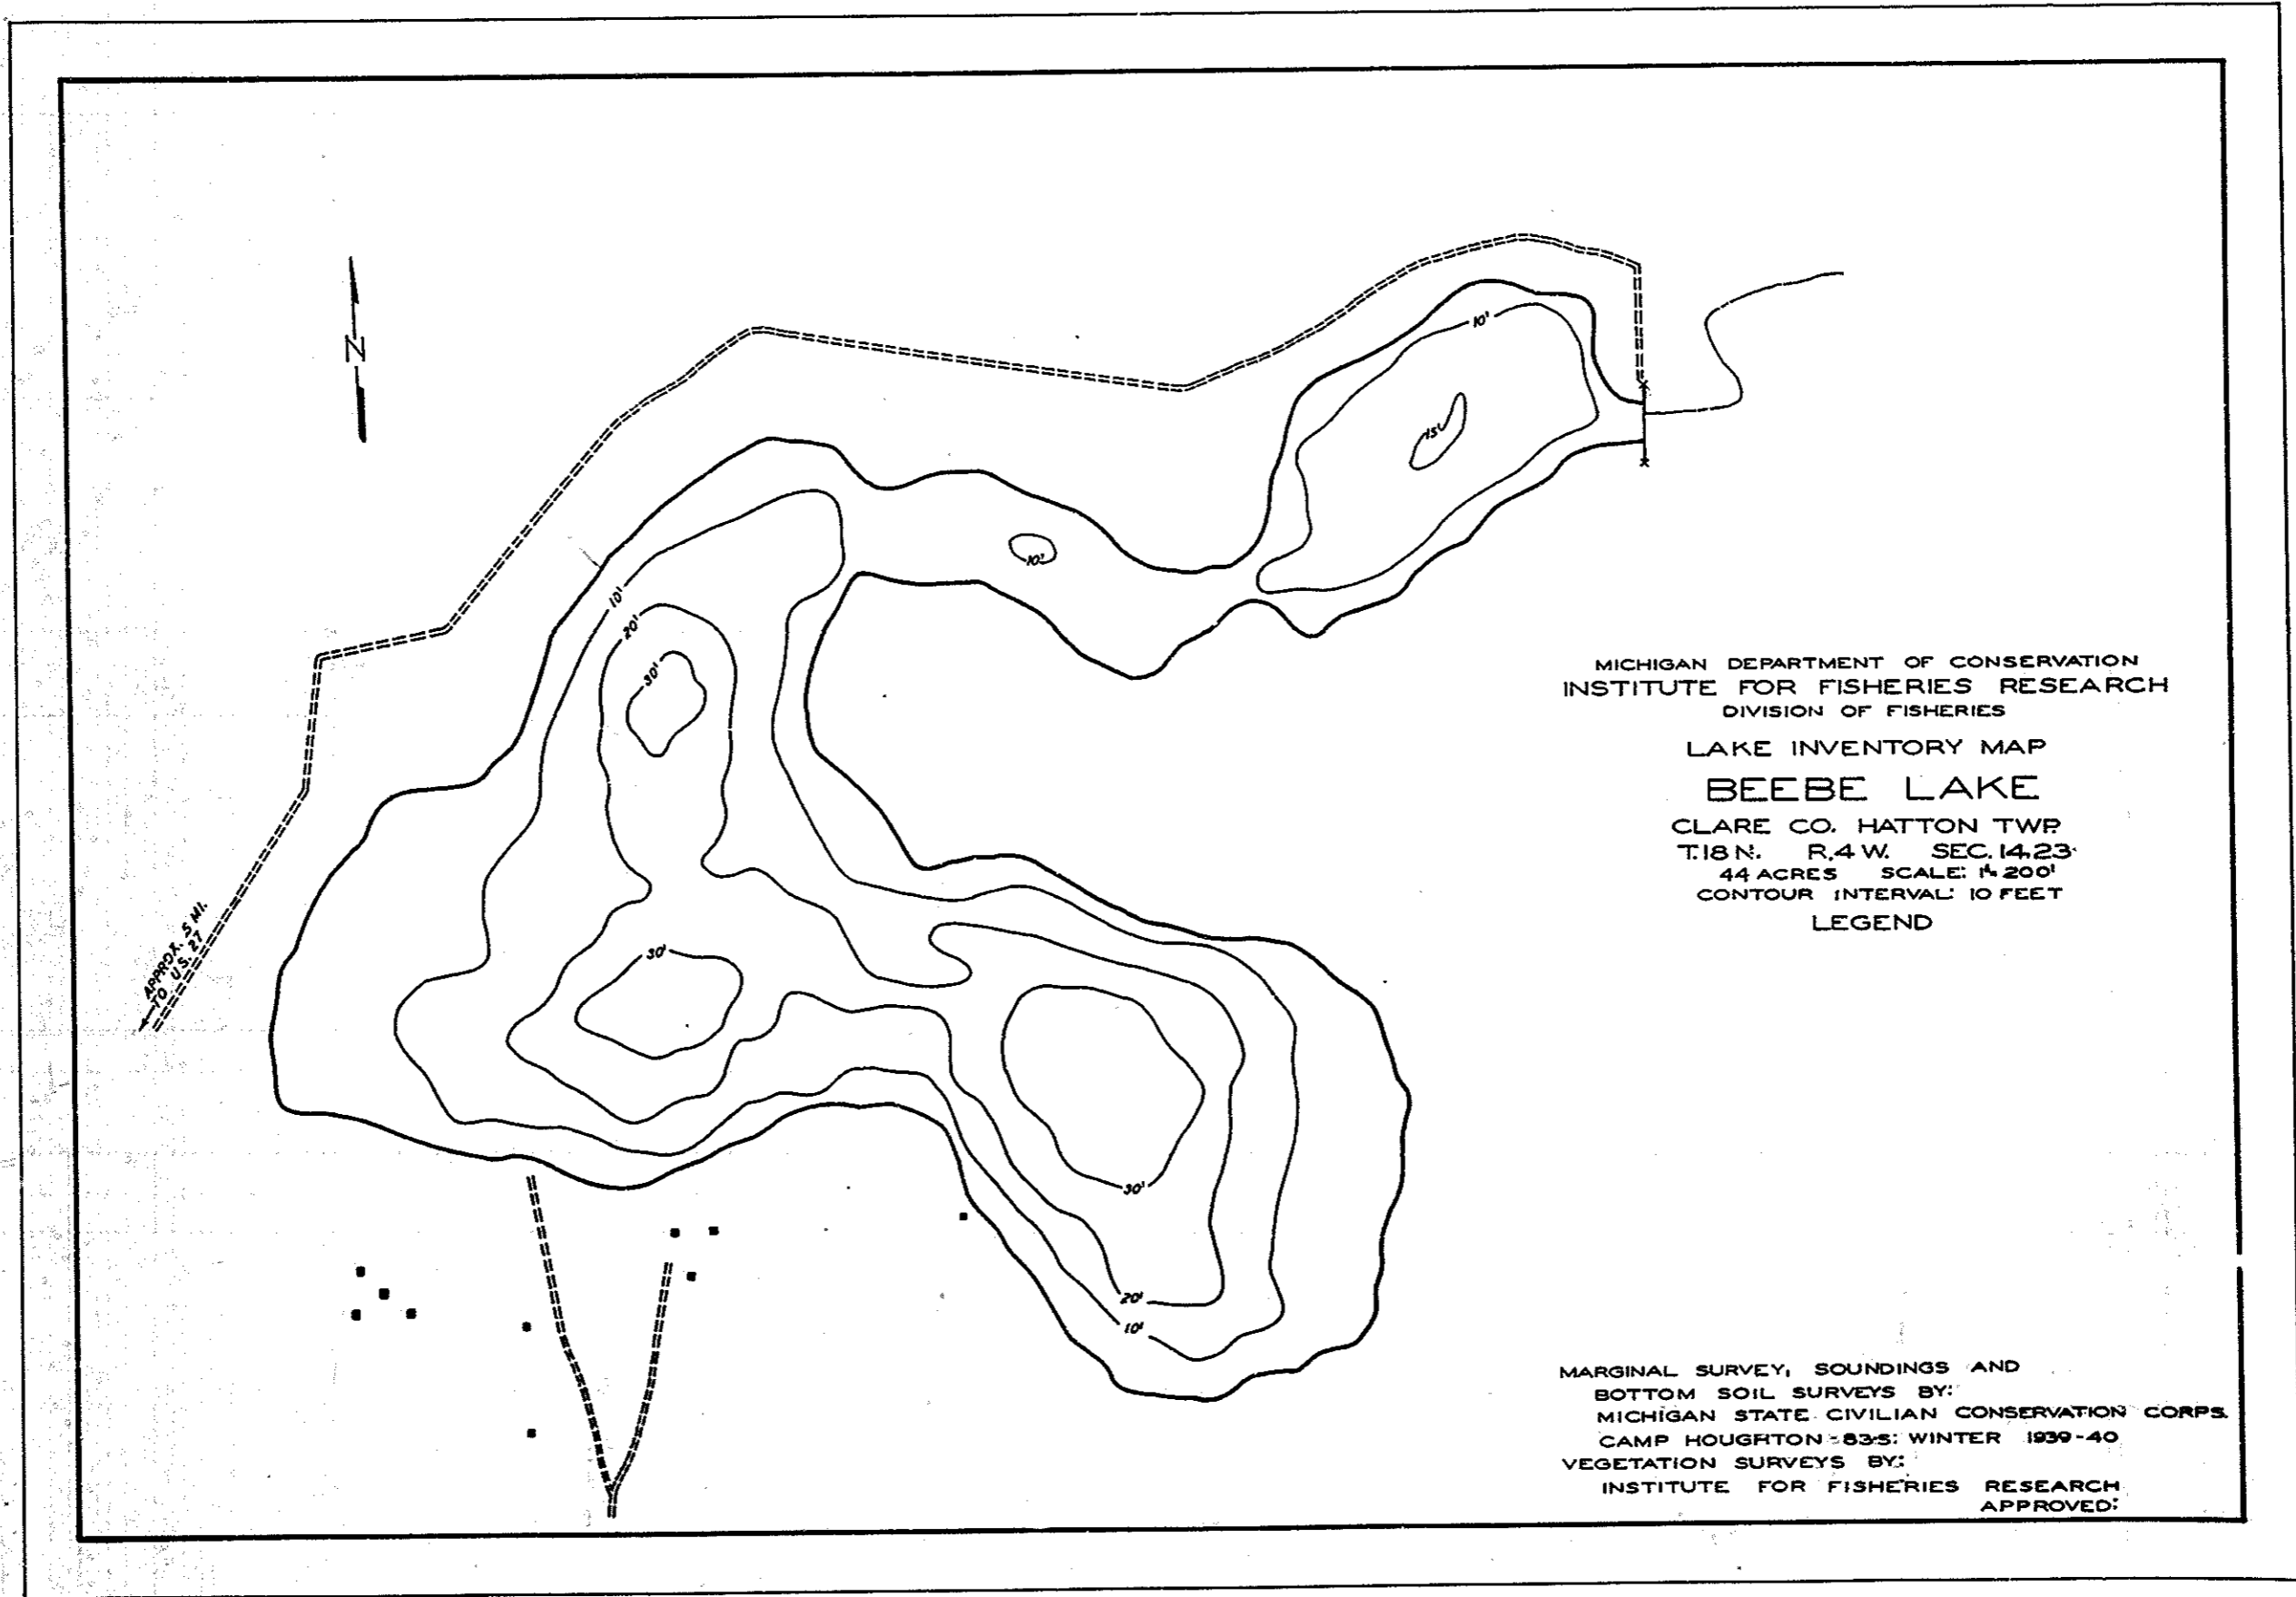 N
10'
15'
10'
10'
20'
30'
30'
30'
20'
10'
APPROX. 5 MI.
TO U.S. 27
MICHIGAN DEPARTMENT OF CONSERVATION
INSTITUTE FOR FISHERIES RESEARCH
DIVISION OF FISHERIES
LAKE INVENTORY MAP
BEEBE LAKE
CLARE CO. HATTON TWP.
T.18 N. R.4 W. SEC. 14,23
44 ACRES SCALE: 1"= 200'
CONTOUR INTERVAL: 10 FEET
LEGEND
MARGINAL SURVEY, SOUNDINGS AND
BOTTOM SOIL SURVEYS BY:
MICHIGAN STATE CIVILIAN CONSERVATION CORPS.
CAMP HOUGHTON - 83-S: WINTER 1939-40
VEGETATION SURVEYS BY:
INSTITUTE FOR FISHERIES RESEARCH
APPROVED: